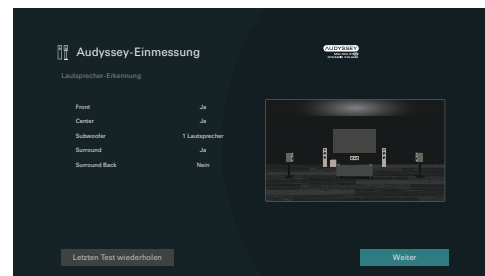 Audyssey-Einmessung
AUDYSSEY
Lautsprecher-Erkennung
Front Ja
Center Ja
Subwoofer 1 Lautsprecher
Surround Ja
Surround Back Nein
Letzten Test wiederholen Weiter